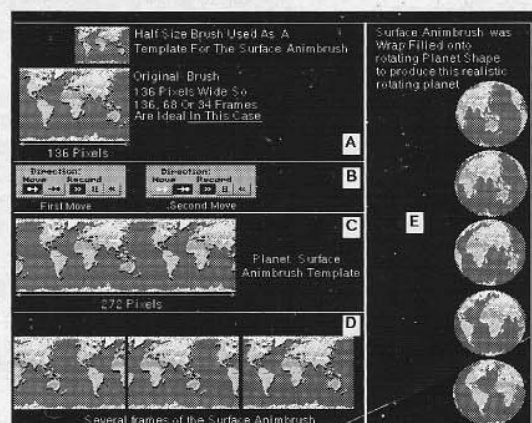 Half Size Brush Used As A
Template For The Surface Animbrush
Original Brush
136 Pixels Wide So
136, 68 Or 34 Frames
Are Ideal In This Case
136 Pixels
A
Direction:
Move Record
First Move
Direction:
Move Record
Second Move
B
C
Planet Surface
Animbrush Template
272 Pixels
D
Several frames of the Surface Animbrush
Surface Animbrush was
Wrap Filled onto
rotating Planet Shape
to produce this realistic
rotating planet
E